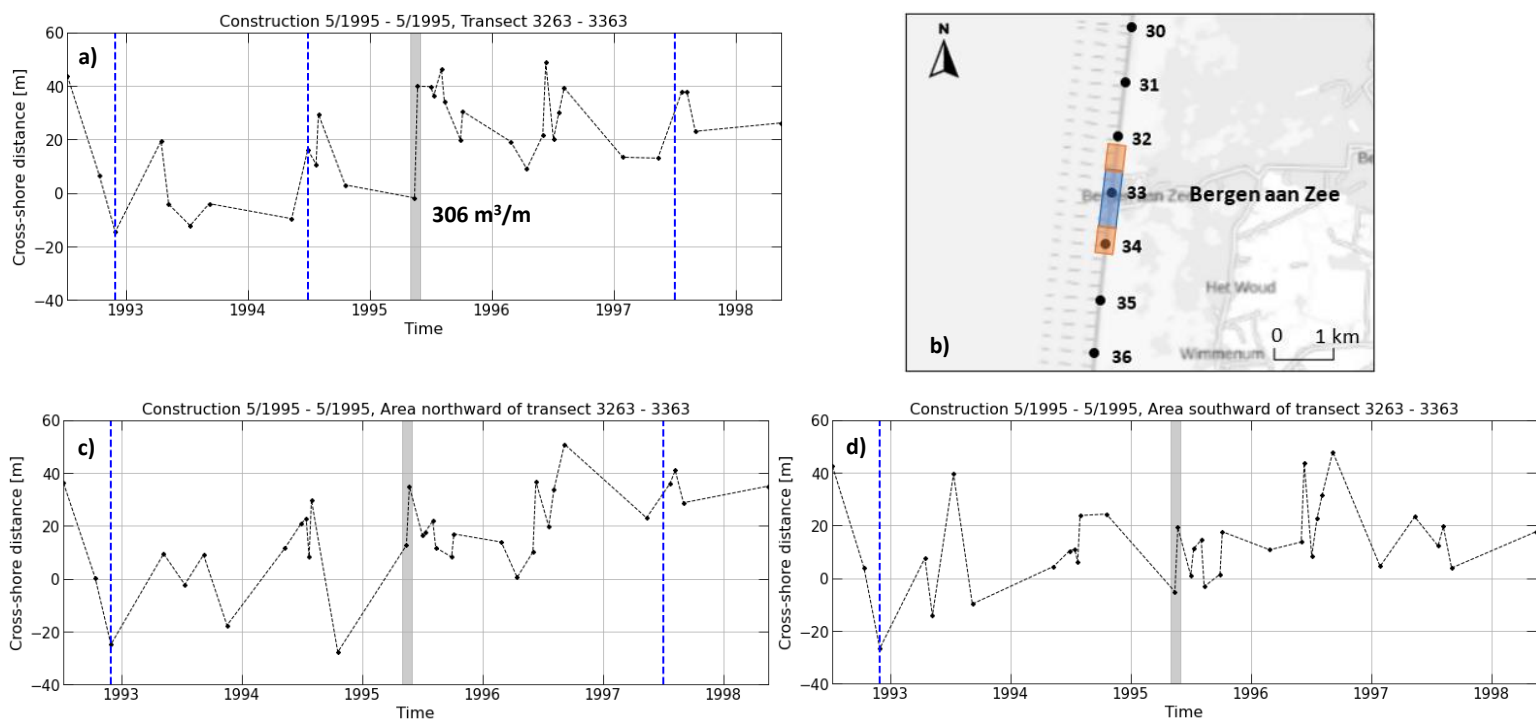 Construction 5/1995 - 5/1995, Transect 3263 - 3363
a)
Cross-shore distance [m]
60
40
20
0
−20
−40
306 m³/m
1993
1994
1995
1996
1997
1998
Time
N
30
31
32
33
Bergen aan Zee
34
35
Het Woud
36
Wimmenum
0 1 km
b)
Construction 5/1995 - 5/1995, Area northward of transect 3263 - 3363
c)
Cross-shore distance [m]
60
40
20
0
−20
−40
1993
1994
1995
1996
1997
1998
Time
Construction 5/1995 - 5/1995, Area southward of transect 3263 - 3363
d)
Cross-shore distance [m]
60
40
20
0
−20
−40
1993
1994
1995
1996
1997
1998
Time